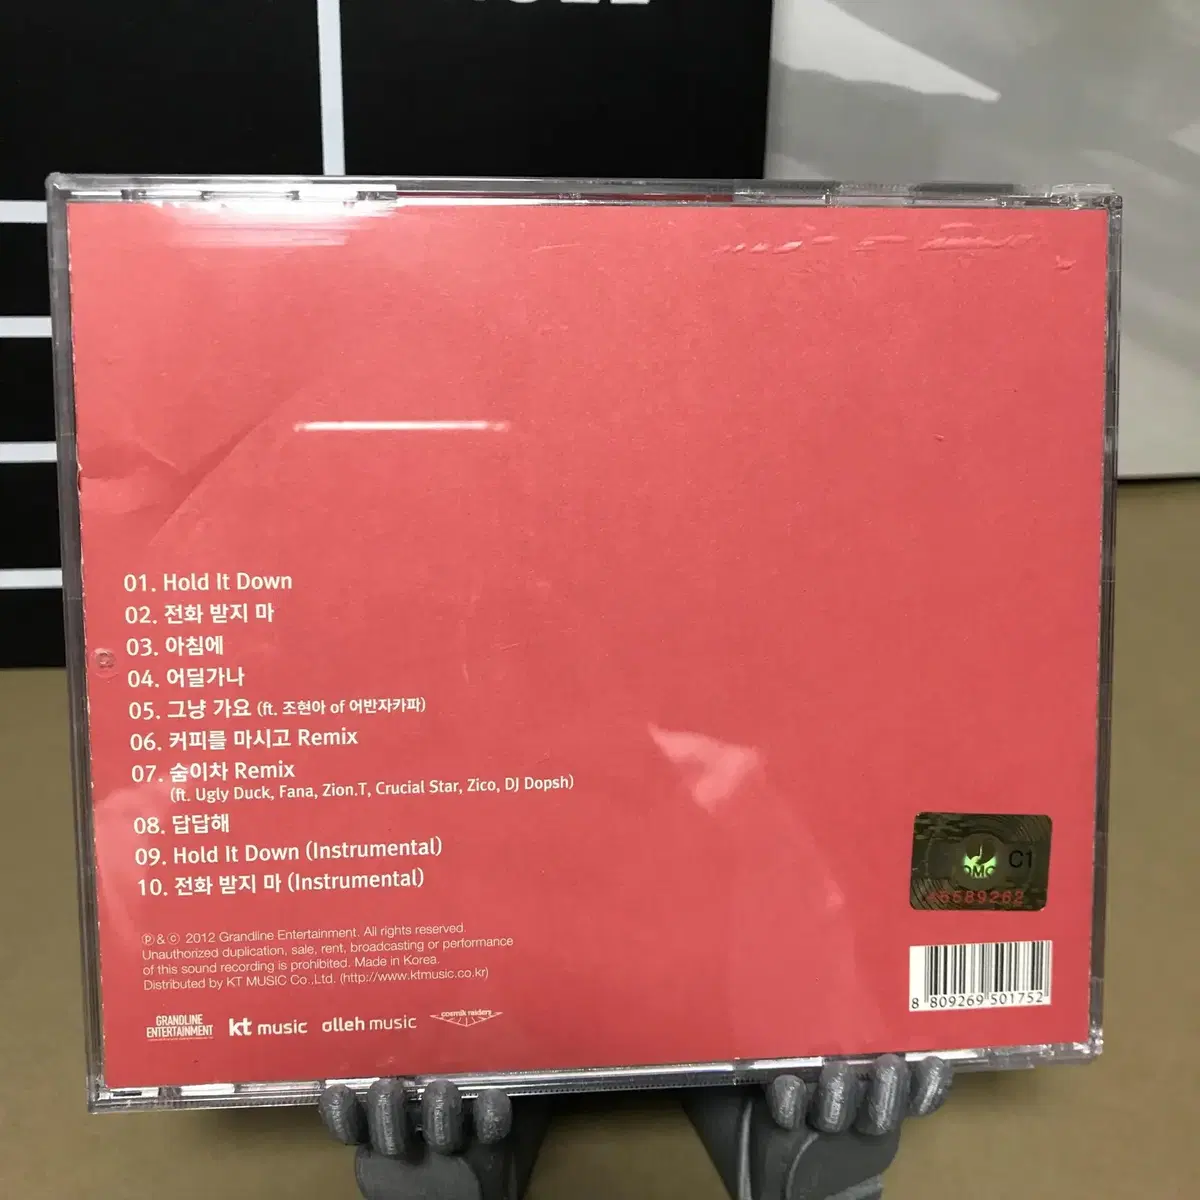 01. Hold It Down
02. 전화 받지 마
03. 아침에
04. 어딜가나
05. 그냥 가요 (ft. 조현아 of 어반자카파)
06. 커피를 마시고 Remix
07. 숨이차 Remix
(ft. Ugly Duck, Fana, Zion.T, Crucial Star, Zico, DJ Dopsh)
08. 답답해
09. Hold It Down (Instrumental)
10. 전화 받지 마 (Instrumental)
C1
ⓟ & ⓒ 2012 Grandline Entertainment. All rights reserved.
Unauthorized duplication, sale, rent, broadcasting or performance
of this sound recording is prohibited. Made in Korea.
Distributed by KT MUSIC Co.,Ltd. (http://www.ktmusic.co.kr)
8 809269 501752
GRANDLINE
ENTERTAINMENT
kt music
olleh music
cosmik raiders